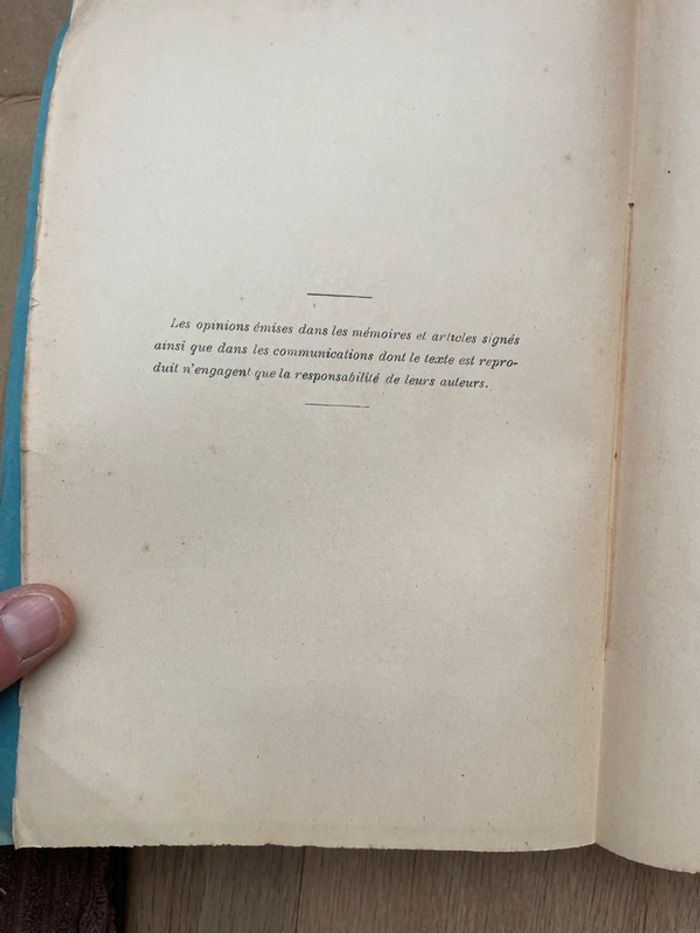 Les opinions émises dans les mémoires et articles signés
ainsi que dans les communications dont le texte est repro-
duit n'engagent que la responsabilité de leurs auteurs.